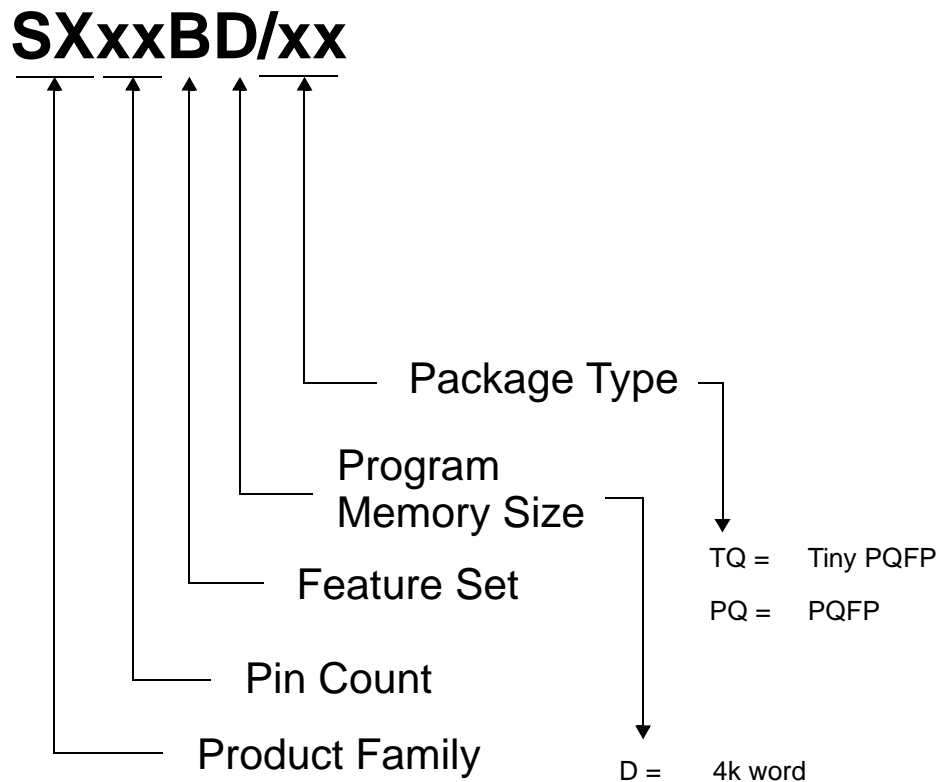 SXxxBD/xx
Package Type
Program
Memory Size
TQ = Tiny PQFP
Feature Set
PQ = PQFP
Pin Count
Product Family
D = 4k word